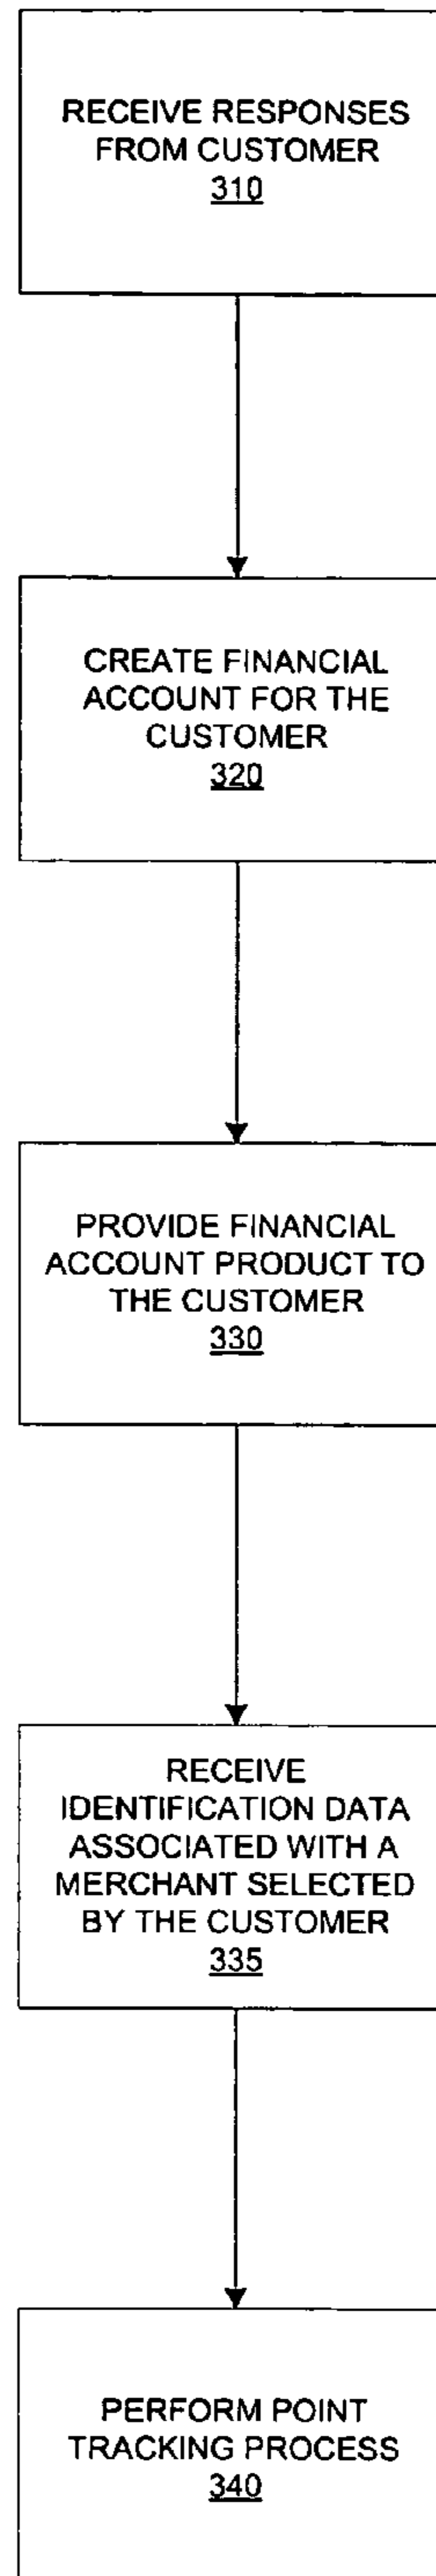 RECEIVE RESPONSES
FROM CUSTOMER
310
CREATE FINANCIAL
ACCOUNT FOR THE
CUSTOMER
320
PROVIDE FINANCIAL
ACCOUNT PRODUCT TO
THE CUSTOMER
330
RECEIVE
IDENTIFICATION DATA
ASSOCIATED WITH A
MERCHANT SELECTED
BY THE CUSTOMER
335
PERFORM POINT
TRACKING PROCESS
340